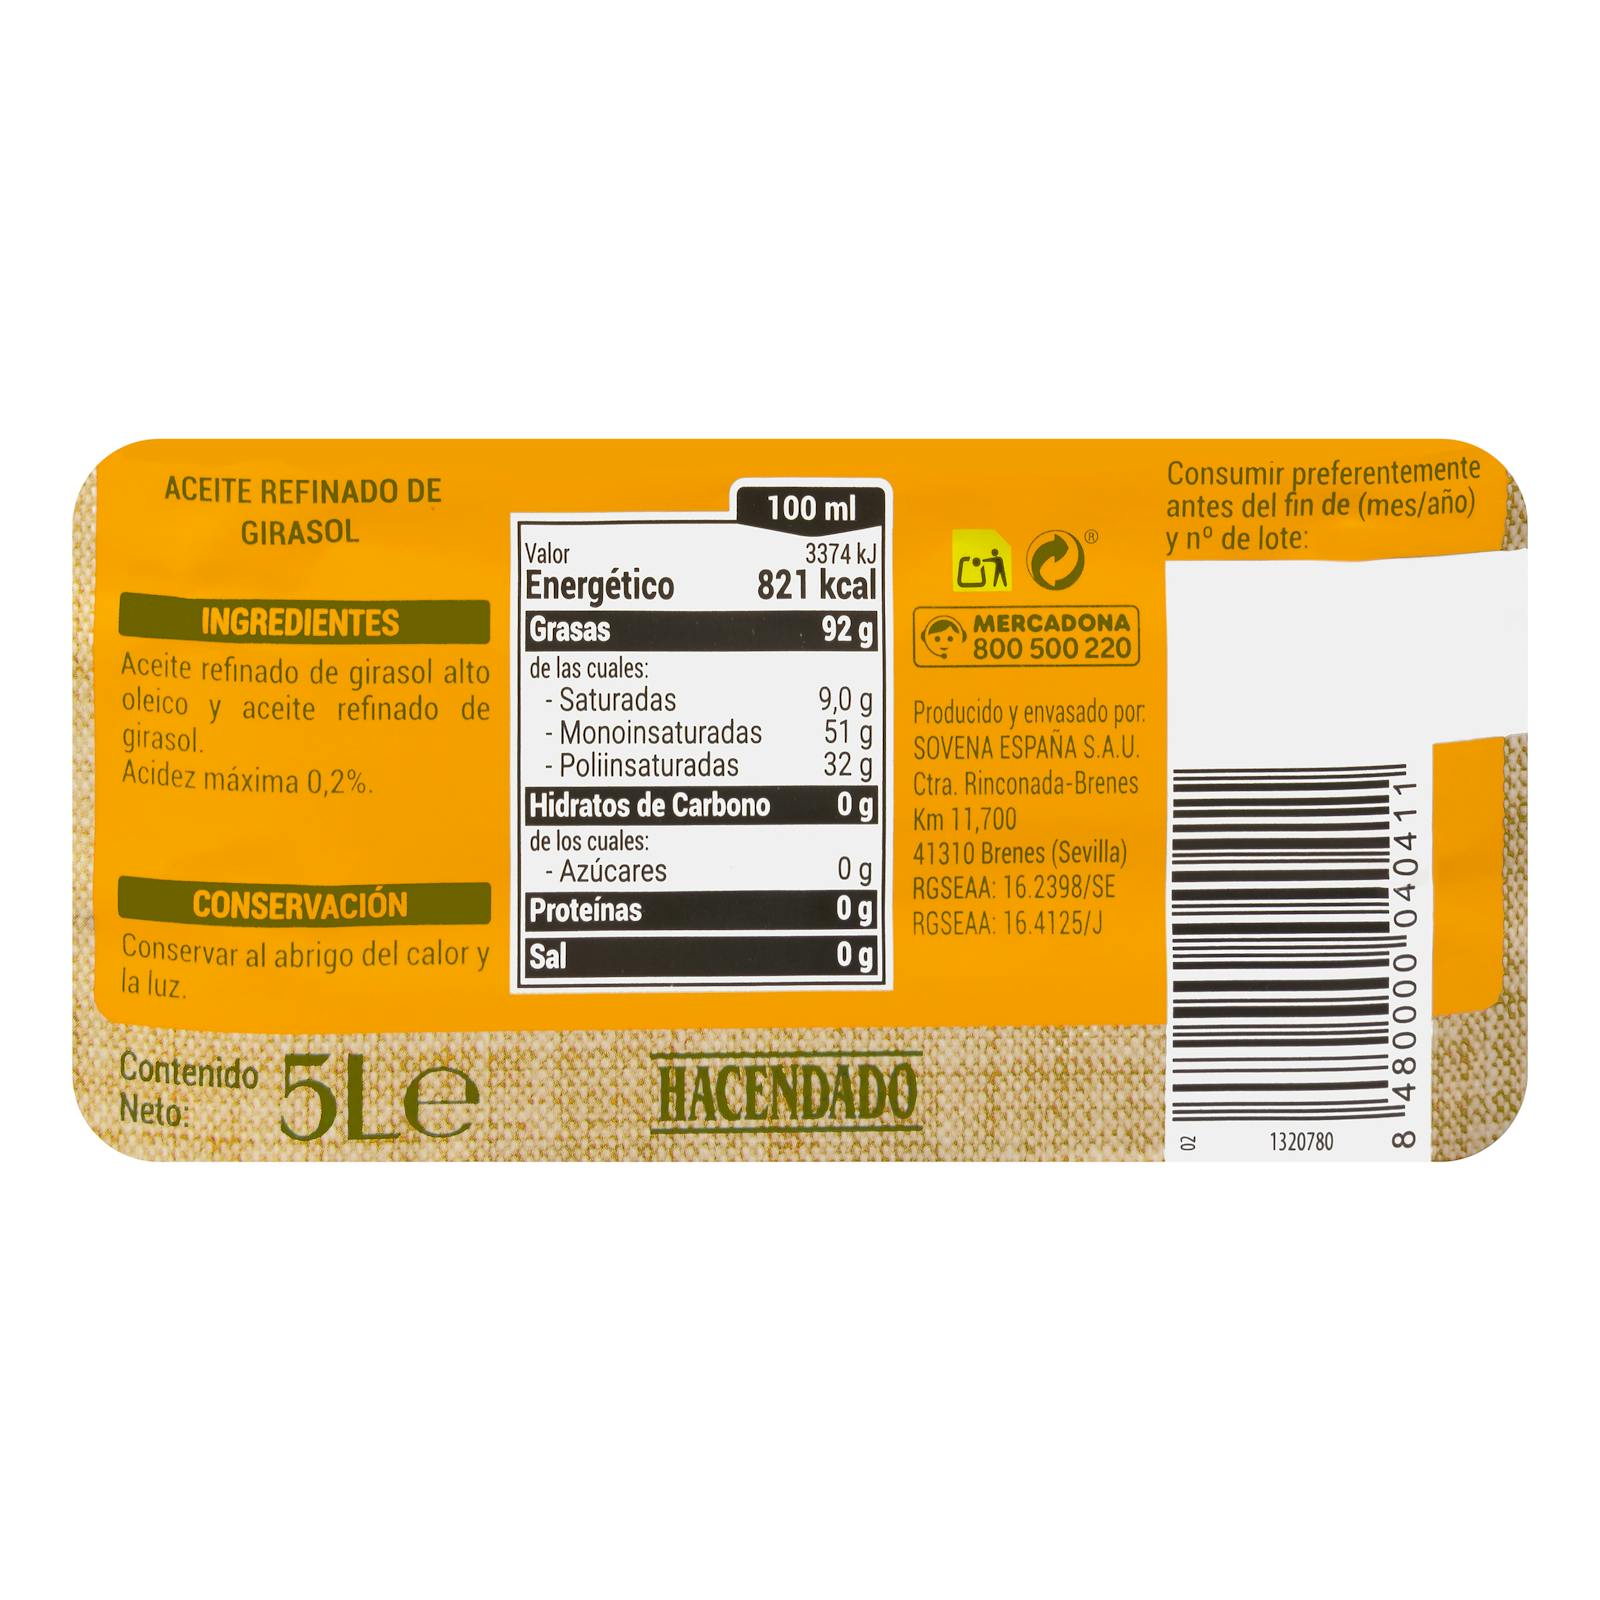 ACEITE REFINADO DE
GIRASOL
INGREDIENTES
Aceite refinado de girasol alto
oleico y aceite refinado de
girasol.
Acidez máxima 0,2%.
CONSERVACIÓN
Conservar al abrigo del calor y
la luz.
Contenido
Neto:
5L℮
100 ml
Valor 3374 kJ
Energético 821 kcal
Grasas 92 g
de las cuales:
- Saturadas 9,0 g
- Monoinsaturadas 51 g
- Poliinsaturadas 32 g
Hidratos de Carbono 0 g
de los cuales:
- Azúcares 0 g
Proteínas 0 g
Sal 0 g
HACENDADO
®
MERCADONA
800 500 220
Producido y envasado por:
SOVENA ESPAÑA S.A.U.
Ctra. Rinconada-Brenes
Km 11,700
41310 Brenes (Sevilla)
RGSEAA: 16.2398/SE
RGSEAA: 16.4125/J
Consumir preferentemente
antes del fin de (mes/año)
y nº de lote:
8 480000 040411
02
1320780